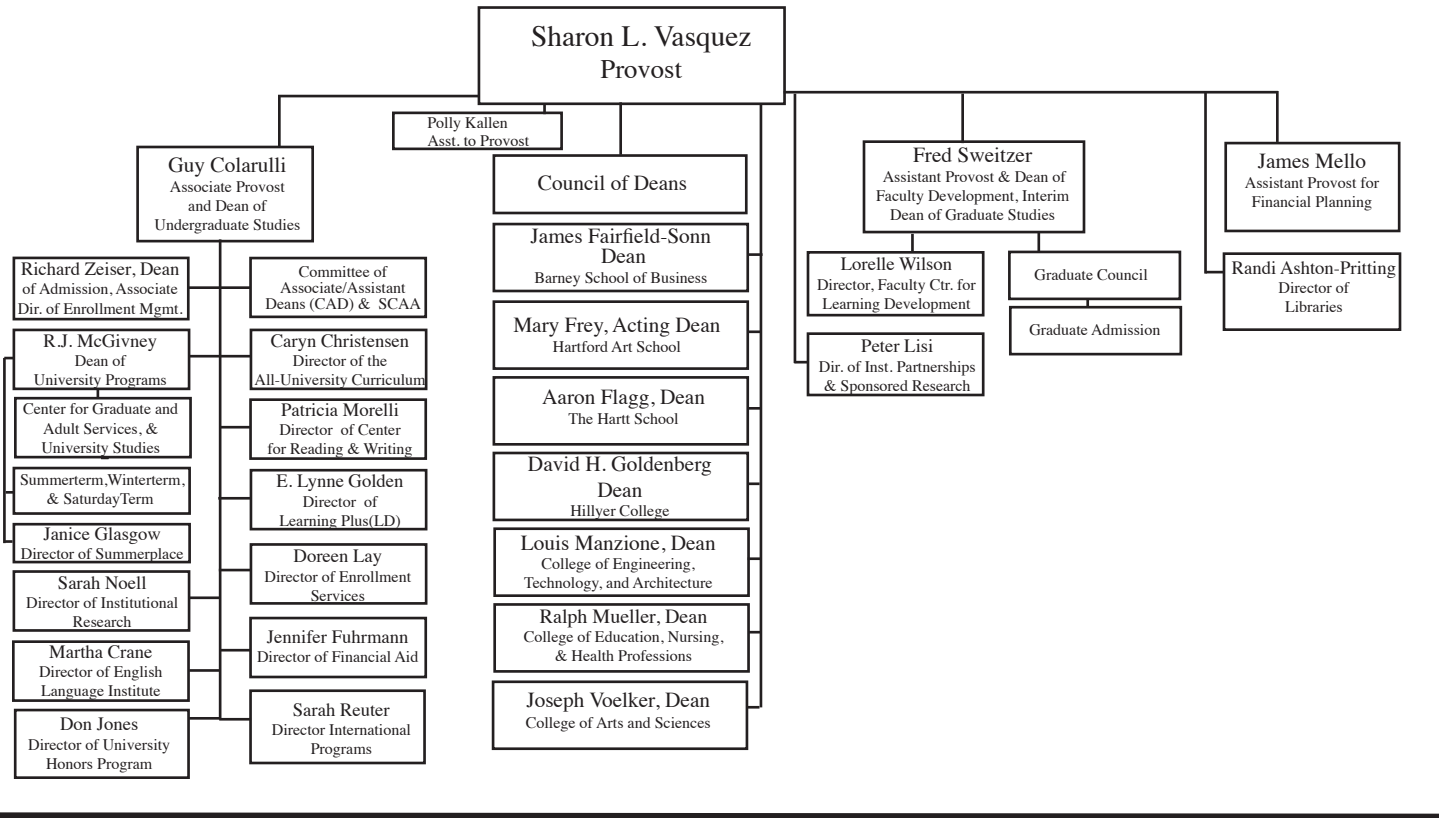 Sharon L. Vasquez
Provost
Polly Kallen
Asst. to Provost
Guy Colarulli
Associate Provost
and Dean of
Undergraduate Studies
Richard Zeiser, Dean
of Admission, Associate
Dir. of Enrollment Mgmt.
R.J. McGivney
Dean of
University Programs
Center for Graduate and
Adult Services, &
University Studies
Summerterm,Winterterm,
& SaturdayTerm
Janice Glasgow
Director of Summerplace
Sarah Noell
Director of Institutional
Research
Martha Crane
Director of English
Language Institute
Don Jones
Director of University
Honors Program
Committee of
Associate/Assistant
Deans (CAD) & SCAA
Caryn Christensen
Director of the
All-University Curriculum
Patricia Morelli
Director of Center
for Reading & Writing
E. Lynne Golden
Director of
Learning Plus(LD)
Doreen Lay
Director of Enrollment
Services
Jennifer Fuhrmann
Director of Financial Aid
Sarah Reuter
Director International
Programs
Council of Deans
James Fairfield-Sonn
Dean
Barney School of Business
Mary Frey, Acting Dean
Hartford Art School
Aaron Flagg, Dean
The Hartt School
David H. Goldenberg
Dean
Hillyer College
Louis Manzione, Dean
College of Engineering,
Technology, and Architecture
Ralph Mueller, Dean
College of Education, Nursing,
& Health Professions
Joseph Voelker, Dean
College of Arts and Sciences
Fred Sweitzer
Assistant Provost & Dean of
Faculty Development, Interim
Dean of Graduate Studies
Lorelle Wilson
Director, Faculty Ctr. for
Learning Development
Peter Lisi
Dir. of Inst. Partnerships
& Sponsored Research
Graduate Council
Graduate Admission
James Mello
Assistant Provost for
Financial Planning
Randi Ashton-Pritting
Director of
Libraries